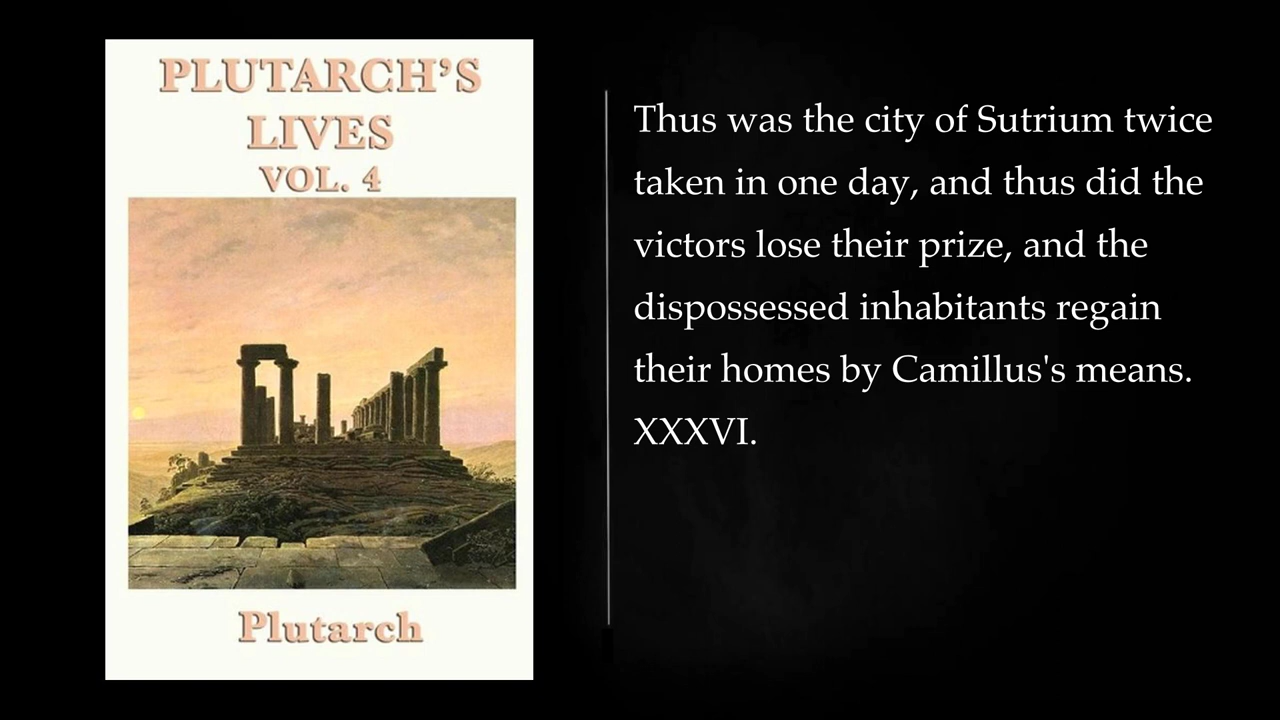 PLUTARCH'S
LIVES
VOL. 4
Plutarch
Thus was the city of Sutrium twice
taken in one day, and thus did the
victors lose their prize, and the
dispossessed inhabitants regain
their homes by Camillus's means.
XXXVI.